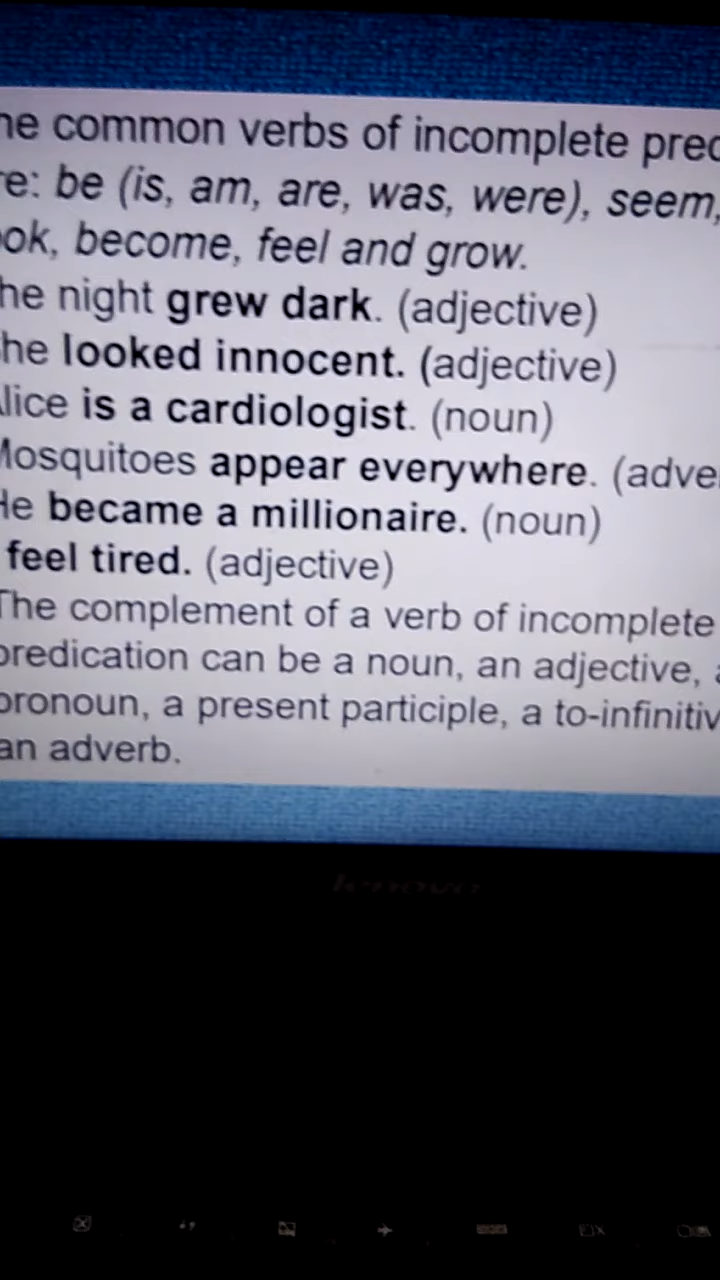 he common verbs of incomplete pred
re: be (is, am, are, was, were), seem,
ok, become, feel and grow.
he night grew dark. (adjective)
he looked innocent. (adjective)
lice is a cardiologist. (noun)
Mosquitoes appear everywhere. (adve
He became a millionaire. (noun)
feel tired. (adjective)
The complement of a verb of incomplete
predication can be a noun, an adjective, a
pronoun, a present participle, a to-infinitiv
an adverb.
lenovo